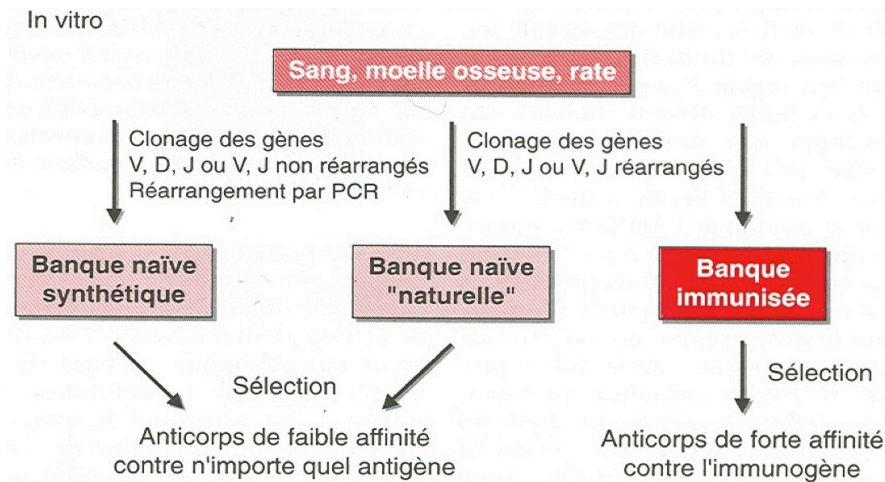 In vitro
Sang, moelle osseuse, rate
Clonage des gènes
V, D, J ou V, J non réarrangés
Réarrangement par PCR
Clonage des gènes
V, D, J ou V, J réarrangés
Banque naïve
synthétique
Banque naïve
"naturelle"
Banque
immunisée
Sélection
Sélection
Anticorps de faible affinité
contre n'importe quel antigène
Anticorps de forte affinité
contre l'immunogène